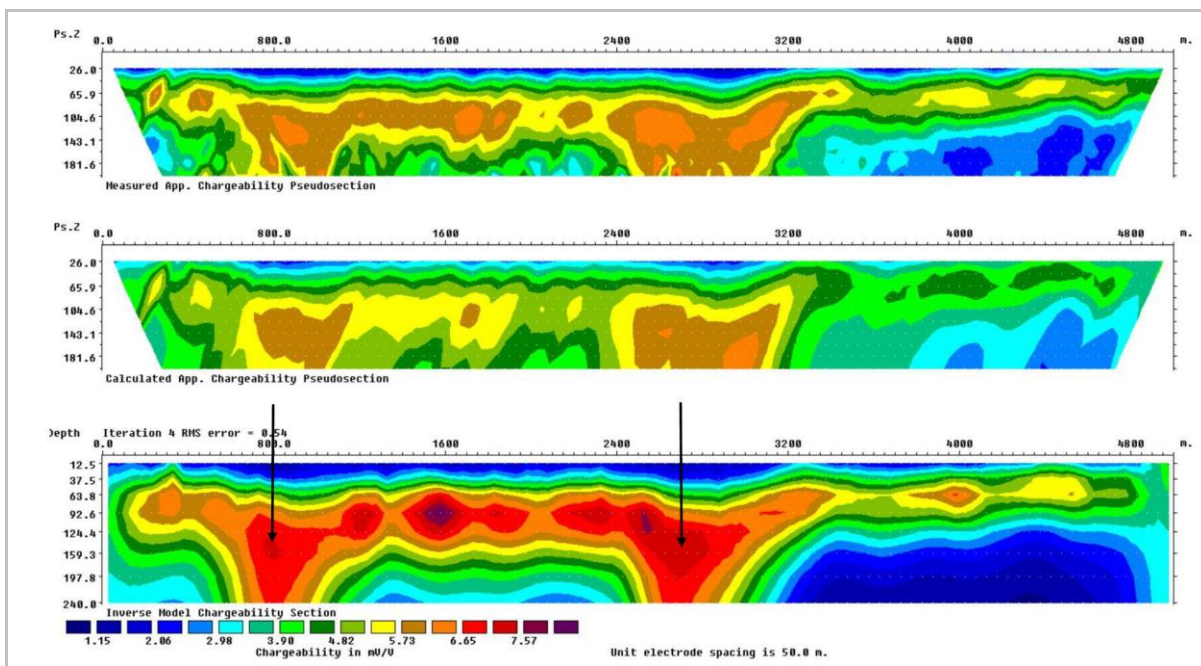 Ps.Z 0.0 800.0 1600 2400 3200 4000 4800 m.
26.0
65.9
104.6
143.1
181.6
Measured App. Chargeability Pseudosection
Ps.Z 0.0 800.0 1600 2400 3200 4000 4800 m.
26.0
65.9
104.6
143.1
181.6
Calculated App. Chargeability Pseudosection
Depth Iteration 4 RMS error = 0.54
0.0 800.0 1600 2400 3200 4000 4800 m.
12.5
37.5
63.8
92.6
124.4
159.3
197.8
240.0
Inverse Model Chargeability Section
1.15 2.06 2.98 3.90 4.82 5.73 6.65 7.57
Chargeability in mV/V Unit electrode spacing is 50.0 m.